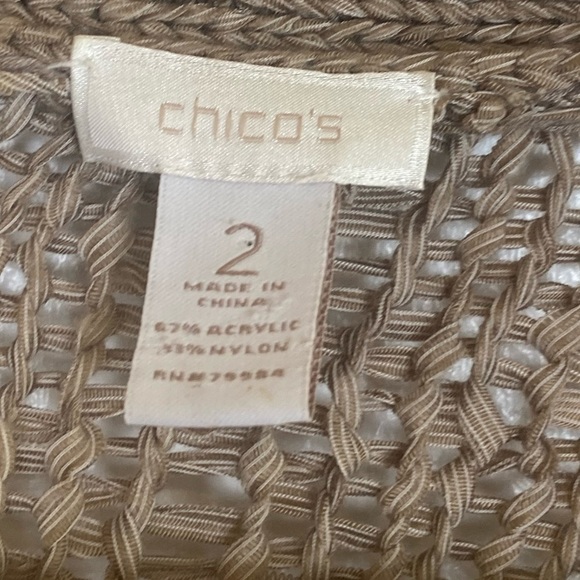 chico's
2
MADE IN
CHINA
67% ACRYLIC
33% NYLON
RN# 79984